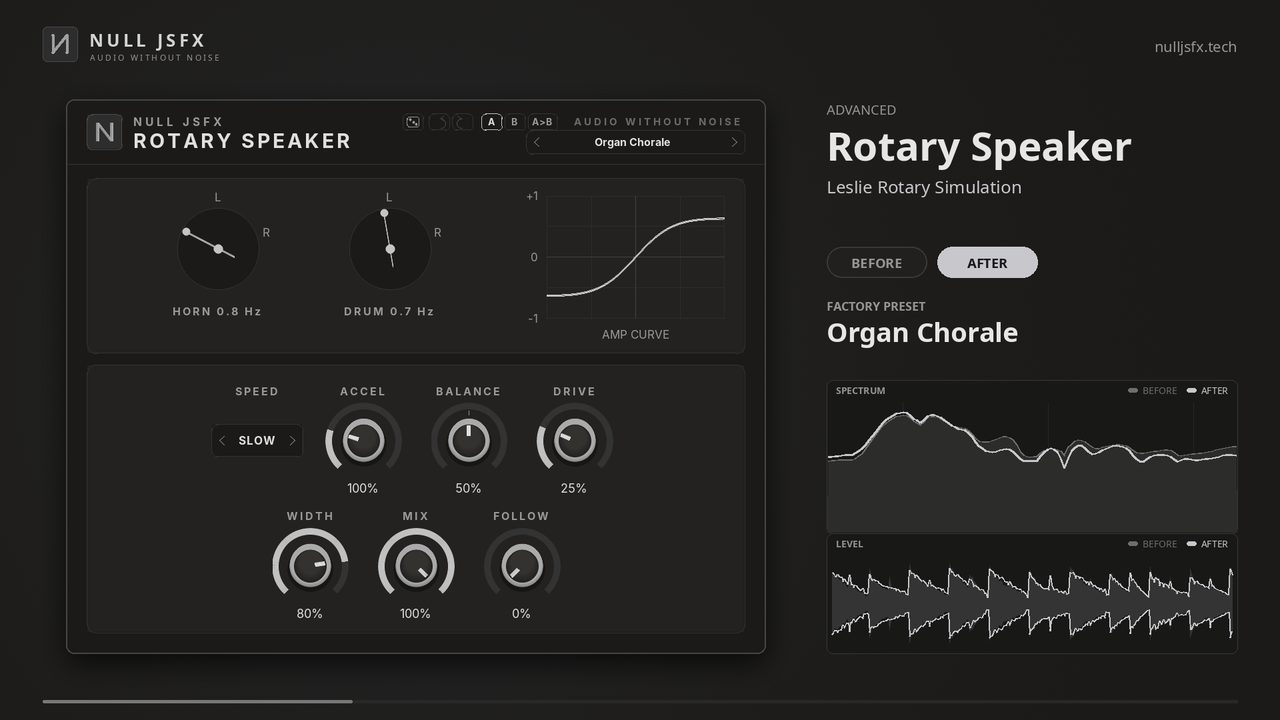 NULL JSFX
AUDIO WITHOUT NOISE
nulljsfx.tech
N
NULL JSFX
ROTARY SPEAKER
A B A>B
AUDIO WITHOUT NOISE
Organ Chorale
L
R
HORN 0.8 Hz
L
R
DRUM 0.7 Hz
+1
0
-1
AMP CURVE
SPEED ACCEL BALANCE DRIVE
SLOW
100% 50% 25%
WIDTH MIX FOLLOW
80% 100% 0%
ADVANCED
Rotary Speaker
Leslie Rotary Simulation
BEFORE AFTER
FACTORY PRESET
Organ Chorale
SPECTRUM BEFORE AFTER
LEVEL BEFORE AFTER